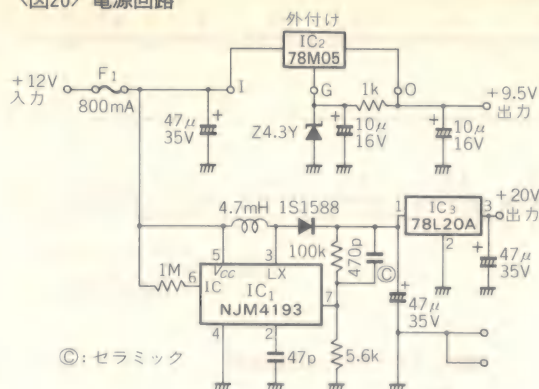 〈図20〉電源回路
外付け
IC2
78M05
+12V
入力
F1
800mA
I
G
O
1k
+9.5V
出力
47μ
35V
+
Z4.3Y
+
10μ
16V
+
10μ
16V
4.7mH
1S1588
+20V
出力
1
IC3
78L20A
3
2
100k
470p
Ⓒ
+
47μ
35V
5
VCC
3
LX
1M
6
IC
IC1
NJM4193
7
+
47μ
35V
4
2
47p
5.6k
Ⓒ:セラミック